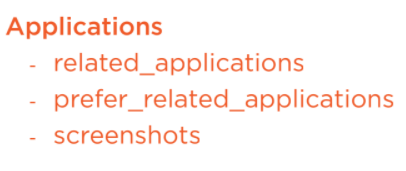 Applications
- related_applications
- prefer_related_applications
- screenshots